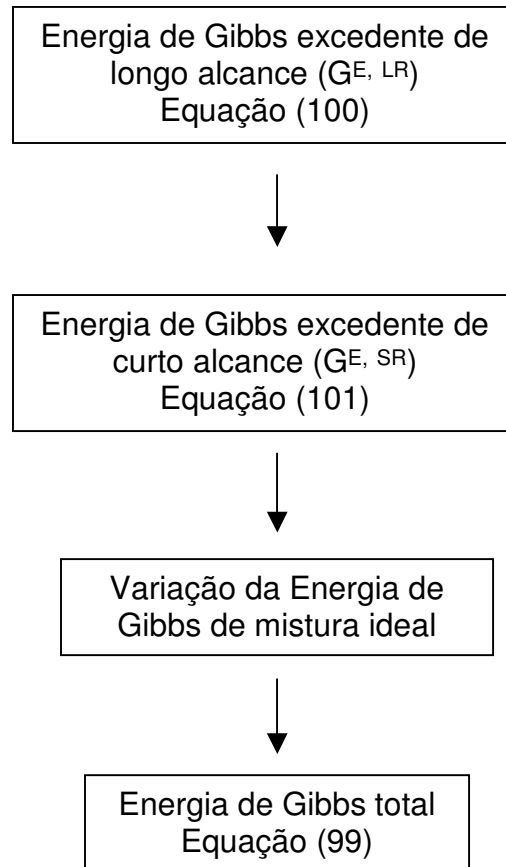 Energia de Gibbs excedente de
longo alcance (GE, LR)
Equação (100)
Energia de Gibbs excedente de
curto alcance (GE, SR)
Equação (101)
Variação da Energia de
Gibbs de mistura ideal
Energia de Gibbs total
Equação (99)